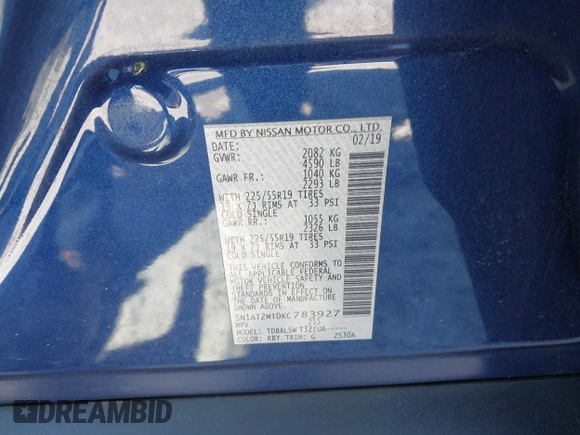 MFD BY NISSAN MOTOR CO., LTD.
DATE: 02/19
GVWR: 2082 KG
4590 LB
GAWR FR.: 1040 KG
2293 LB
WITH 225/55R19 TIRES
19 X 7J RIMS AT 33 PSI
COLD SINGLE
GAWR RR.: 1055 KG
2326 LB
WITH 225/55R19 TIRES
19 X 7J RIMS AT 33 PSI
COLD SINGLE
THIS VEHICLE CONFORMS TO
ALL APPLICABLE FEDERAL
MOTOR VEHICLE SAFETY AND
THEFT PREVENTION
STANDARDS IN EFFECT ON
THE DATE OF MANUFACTURE
SHOWN ABOVE.
5N1AT2MT0KC783927
MPV 255
MODEL: TDBALSWT32EUA-----
COLOR: RBY TRIM: G ZS30A
DREAMBID